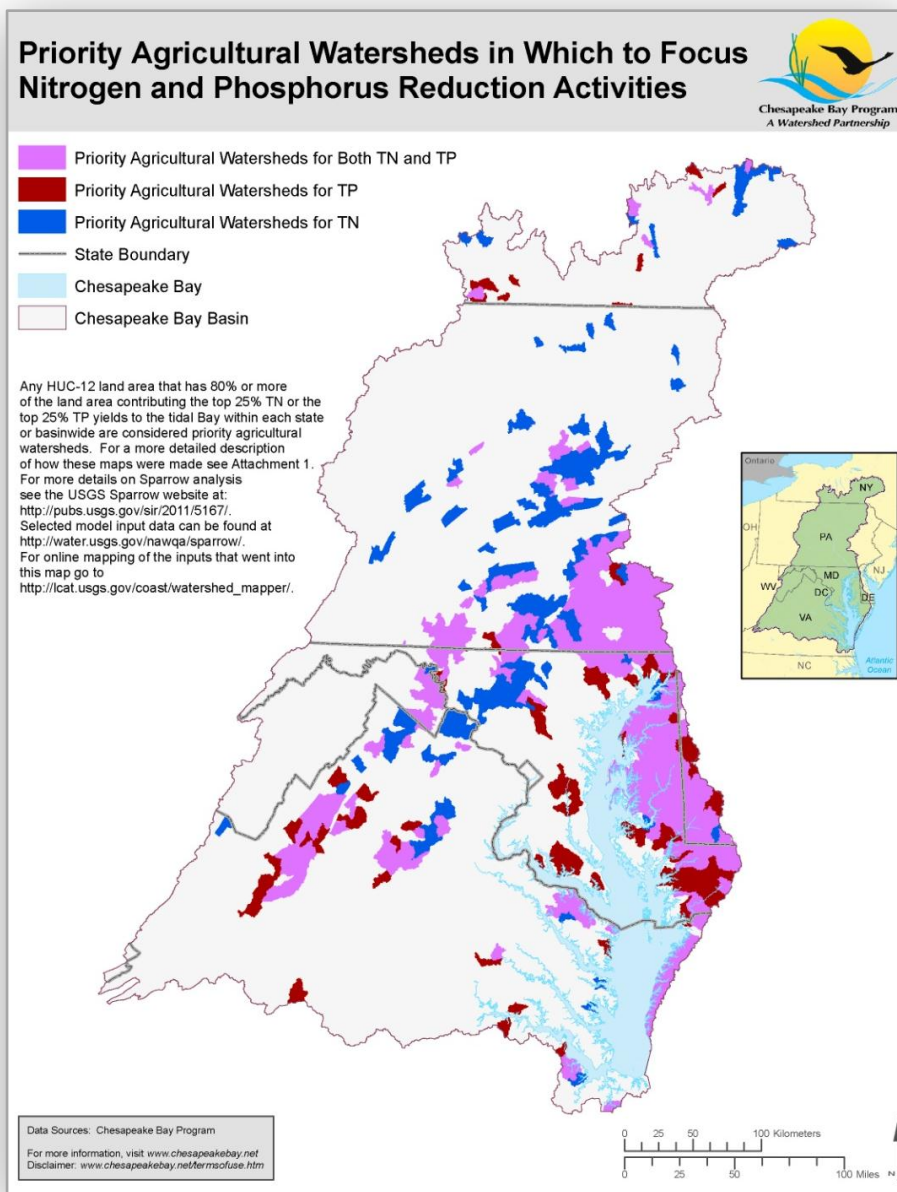 Priority Agricultural Watersheds in Which to Focus
Nitrogen and Phosphorus Reduction Activities
Chesapeake Bay Program
A Watershed Partnership
Priority Agricultural Watersheds for Both TN and TP
Priority Agricultural Watersheds for TP
Priority Agricultural Watersheds for TN
State Boundary
Chesapeake Bay
Chesapeake Bay Basin
Any HUC-12 land area that has 80% or more
of the land area contributing the top 25% TN or the
top 25% TP yields to the tidal Bay within each state
or basinwide are considered priority agricultural
watersheds. For a more detailed description
of how these maps were made see Attachment 1.
For more details on Sparrow analysis
see the USGS Sparrow website at:
http://pubs.usgs.gov/sir/2011/5167/.
Selected model input data can be found at
http://water.usgs.gov/nawqa/sparrow/.
For online mapping of the inputs that went into
this map go to
http://lcat.usgs.gov/coast/watershed_mapper/.
Ontario
NY
OH
PA
NJ
MD
WV
DC
DE
VA
NC
Atlantic
Ocean
Data Sources: Chesapeake Bay Program
For more information, visit www.chesapeakebay.net
Disclaimer: www.chesapeakebay.net/termsofuse.htm
0 25 50 100 Kilometers
0 25 50 100 Miles
N